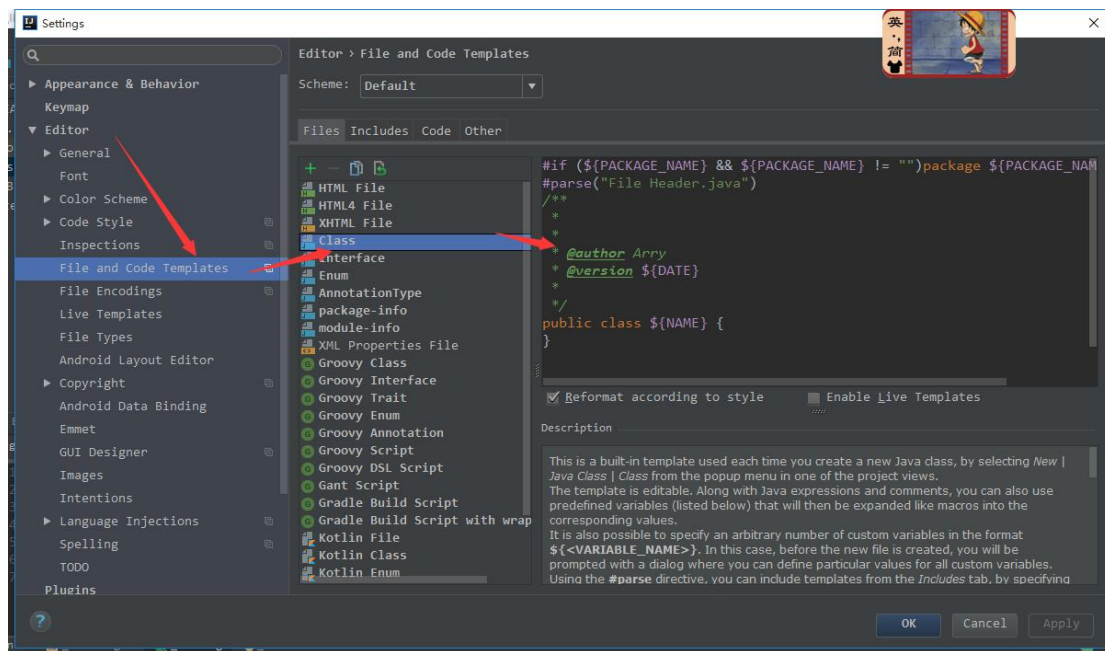 Settings
英
简
Editor › File and Code Templates
Scheme: Default
Appearance & Behavior
Keymap
Editor
General
Font
Color Scheme
Code Style
Inspections
File and Code Templates
File Encodings
Live Templates
File Types
Android Layout Editor
Copyright
Android Data Binding
Emmet
GUI Designer
Images
Intentions
Language Injections
Spelling
TODO
Plugins
Files Includes Code Other
HTML File
HTML4 File
XHTML File
Class
Interface
Enum
AnnotationType
package-info
module-info
XML Properties File
Groovy Class
Groovy Interface
Groovy Trait
Groovy Enum
Groovy Annotation
Groovy Script
Groovy DSL Script
Gant Script
Gradle Build Script
Gradle Build Script with wrap
Kotlin File
Kotlin Class
Kotlin Enum
#if (${PACKAGE_NAME} && ${PACKAGE_NAME} != "")package ${PACKAGE_NAM
#parse("File Header.java")
/**
*
*
* @author Arry
* @version ${DATE}
*
*/
public class ${NAME} {
}
Reformat according to style Enable Live Templates
Description
This is a built-in template used each time you create a new Java class, by selecting New |
Java Class | Class from the popup menu in one of the project views.
The template is editable. Along with Java expressions and comments, you can also use
predefined variables (listed below) that will then be expanded like macros into the
corresponding values.
It is also possible to specify an arbitrary number of custom variables in the format
${<VARIABLE_NAME>}. In this case, before the new file is created, you will be
prompted with a dialog where you can define particular values for all custom variables.
Using the #parse directive, you can include templates from the Includes tab, by specifying
? OK Cancel Apply